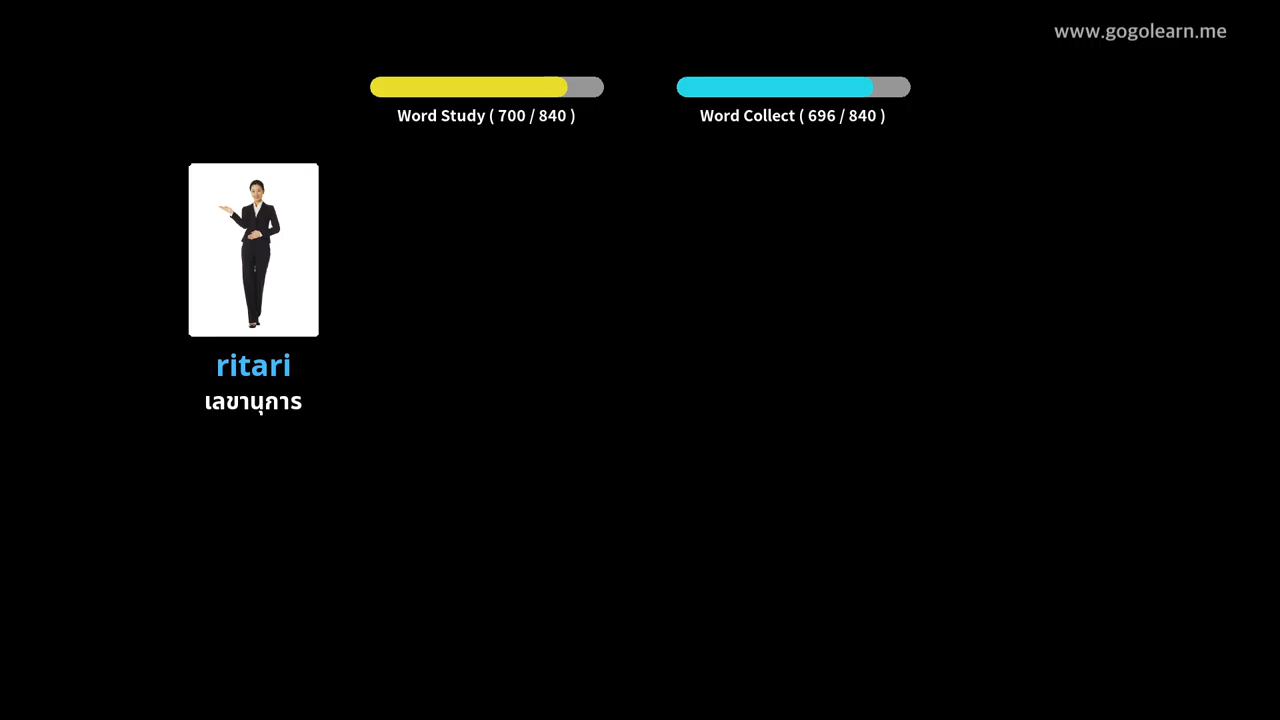 www.gogolearn.me
Word Study ( 700 / 840 )
Word Collect ( 696 / 840 )
ritari
เลขานุการ